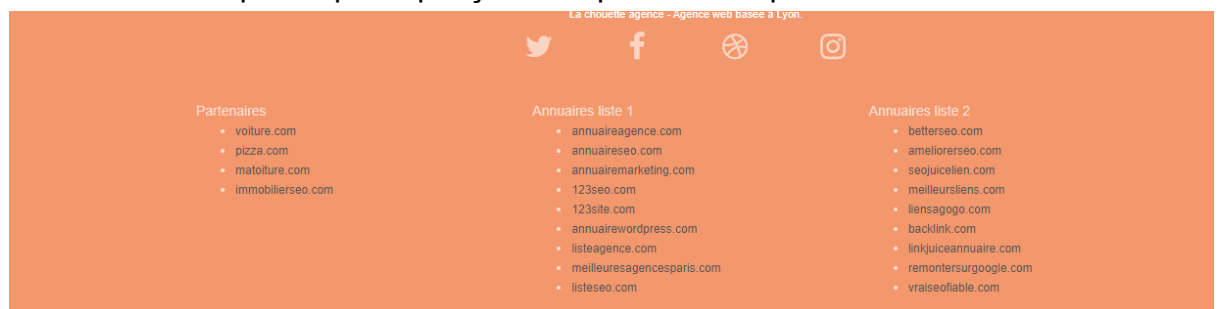 La chouette agence - Agence web basée à Lyon.
Partenaires
voiture.com
pizza.com
matoiture.com
immobilierseo.com
Annuaires liste 1
annuaireagence.com
annuaireseo.com
annuairemarketing.com
123seo.com
123site.com
annuairewordpress.com
listeagence.com
meilleuresagencesparis.com
listeseo.com
Annuaires liste 2
betterseo.com
ameliorerseo.com
seojuicelien.com
meilleursliens.com
liensagogo.com
backlink.com
linkjuiceannuaire.com
remontersurgoogle.com
vraiseofiable.com